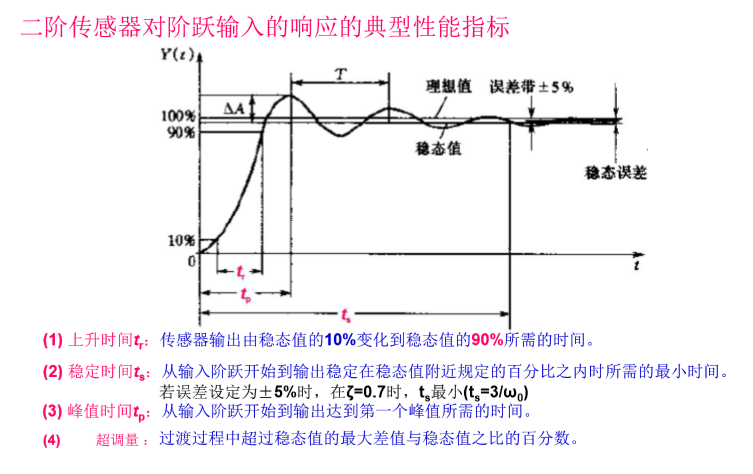 二阶传感器对阶跃输入的响应的典型性能指标
Y(t)
T
理想值
误差带±5%
ΔA
100%
90%
稳态值
稳态误差
10%
0
t
tr
tp
ts
(1) 上升时间tr：传感器输出由稳态值的10%变化到稳态值的90%所需的时间。
(2) 稳定时间ts：从输入阶跃开始到输出稳定在稳态值附近规定的百分比之内时所需的最小时间。
若误差设定为±5%时，在ζ=0.7时，ts最小(ts=3/ω0)
(3) 峰值时间tp：从输入阶跃开始到输出达到第一个峰值所需的时间。
(4) 超调量：过渡过程中超过稳态值的最大差值与稳态值之比的百分数。